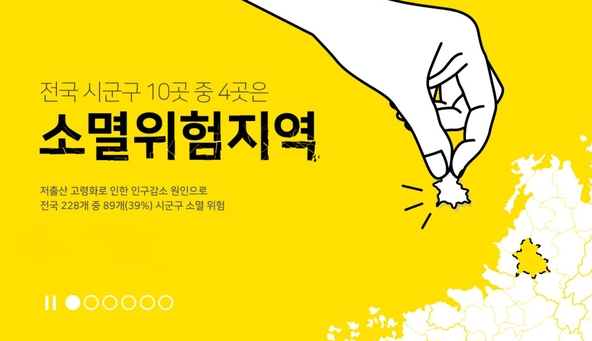 전국 시군구 10곳 중 4곳은
소멸위험지역
저출산 고령화로 인한 인구감소 원인으로
전국 228개 중 89개(39%) 시군구 소멸 위험